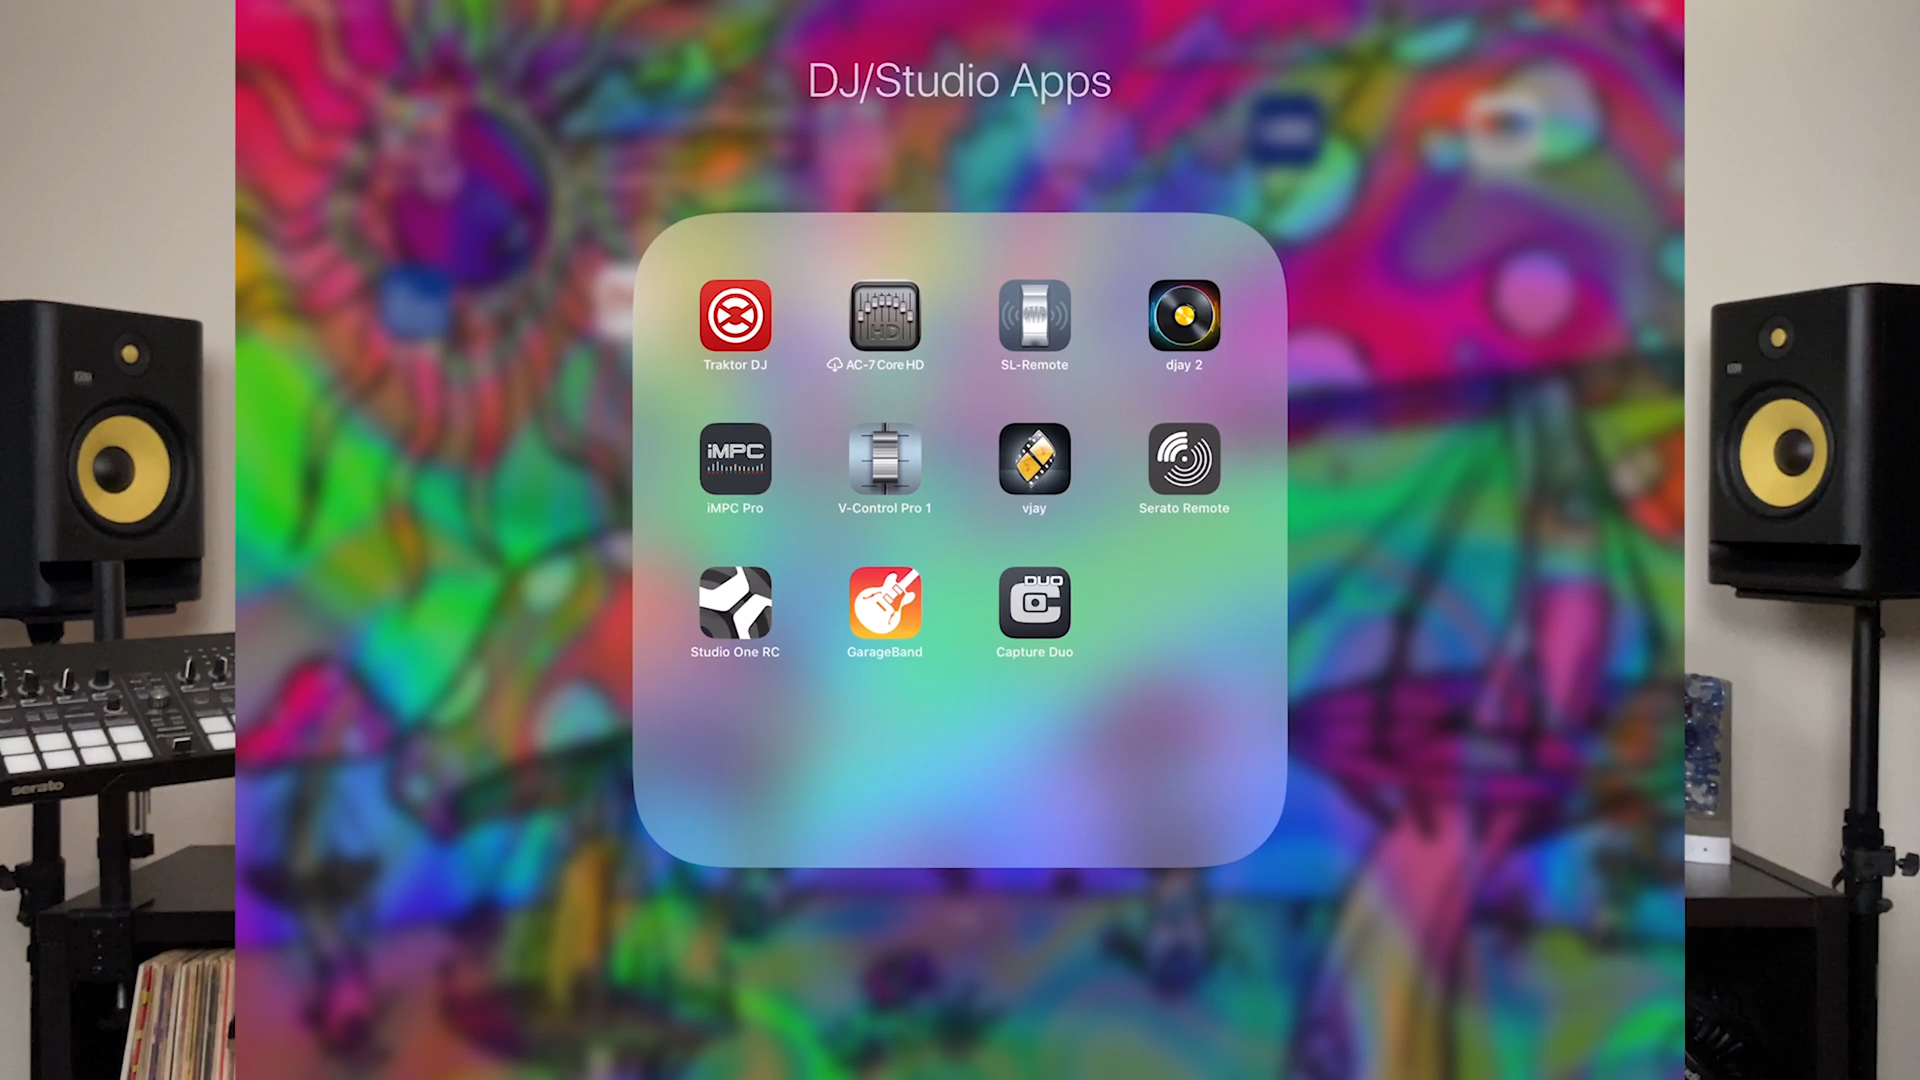 DJ/Studio Apps
HD
Traktor DJ
AC-7 Core HD
SL-Remote
djay 2
iMPC
iMPC Pro
V-Control Pro 1
vjay
Serato Remote
DUO
Studio One RC
GarageBand
Capture Duo
serato